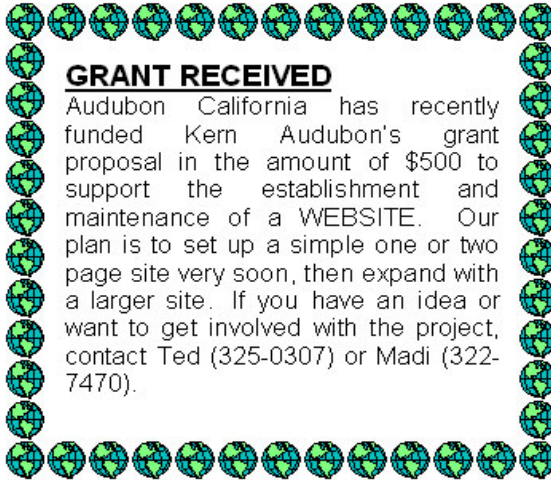 GRANT RECEIVED
Audubon California has recently
funded Kern Audubon's grant
proposal in the amount of $500 to
support the establishment and
maintenance of a WEBSITE. Our
plan is to set up a simple one or two
page site very soon, then expand with
a larger site. If you have an idea or
want to get involved with the project,
contact Ted (325-0307) or Madi (322-
7470).